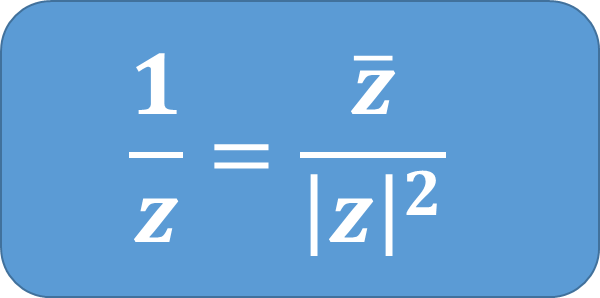 1/z = z̄/|z|²